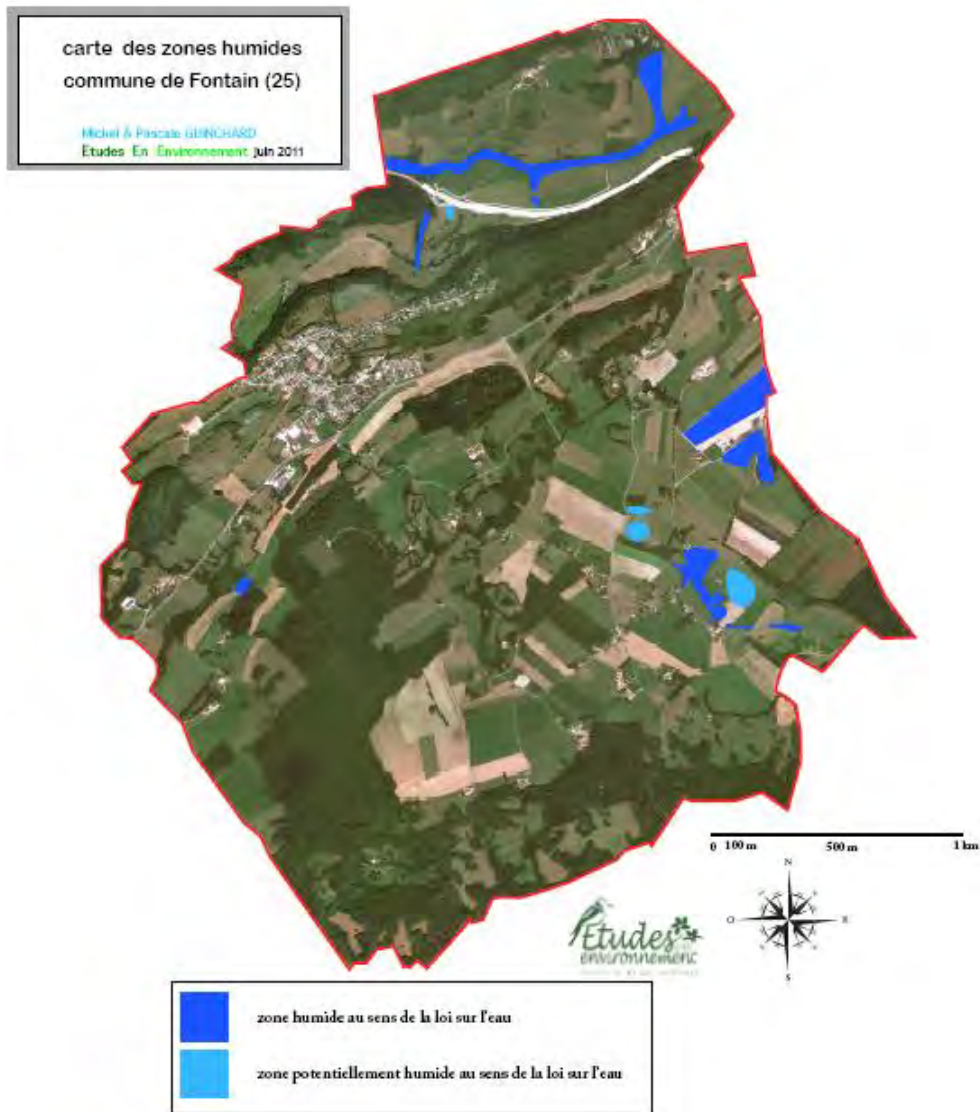 carte des zones humides
commune de Fontain (25)
Michel & Pascale GUINCHARD
Etudes En Environnement Juin 2011
0 100 m 500 m 1 km
N
O E
S
Etudes
environnement
zone humide au sens de la loi sur l'eau
zone potentiellement humide au sens de la loi sur l'eau